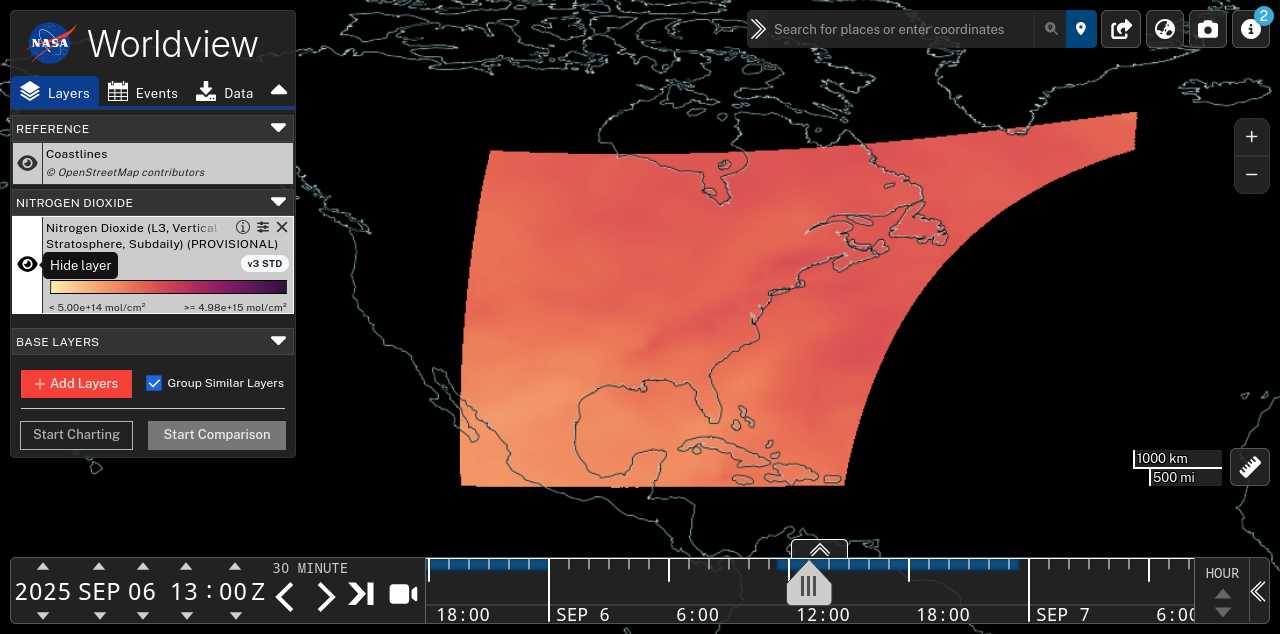 NASA Worldview
Search for places or enter coordinates
2
Layers
Events
Data
REFERENCE
Coastlines
© OpenStreetMap contributors
NITROGEN DIOXIDE
Nitrogen Dioxide (L3, Vertical
Stratosphere, Subdaily) (PROVISIONAL)
Hide layer
v3 STD
< 5.00e+14 mol/cm²
>= 4.98e+15 mol/cm²
BASE LAYERS
+ Add Layers
Group Similar Layers
Start Charting
Start Comparison
+
−
1000 km
500 mi
2025 SEP 06 13:00Z
30 MINUTE
18:00
SEP 6
6:00
12:00
18:00
SEP 7
6:00
HOUR